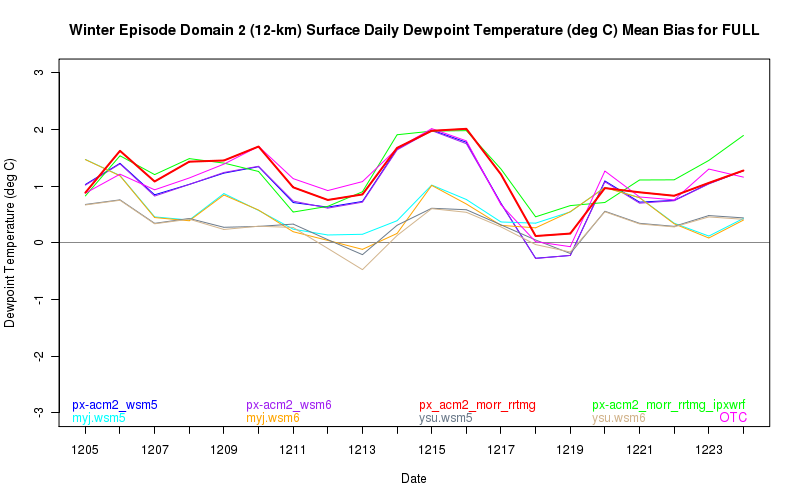 Winter Episode Domain 2 (12-km) Surface Daily Dewpoint Temperature (deg C) Mean Bias for FULL
Dewpoint Temperature (deg C)
3
2
1
0
-1
-2
-3
px-acm2_wsm5 px-acm2_wsm6 px_acm2_morr_rrtmg px-acm2_morr_rrtmg_ipxwrf
myj.wsm5 myj.wsm6 ysu.wsm5 ysu.wsm6 OTC
1205 1207 1209 1211 1213 1215 1217 1219 1221 1223
Date